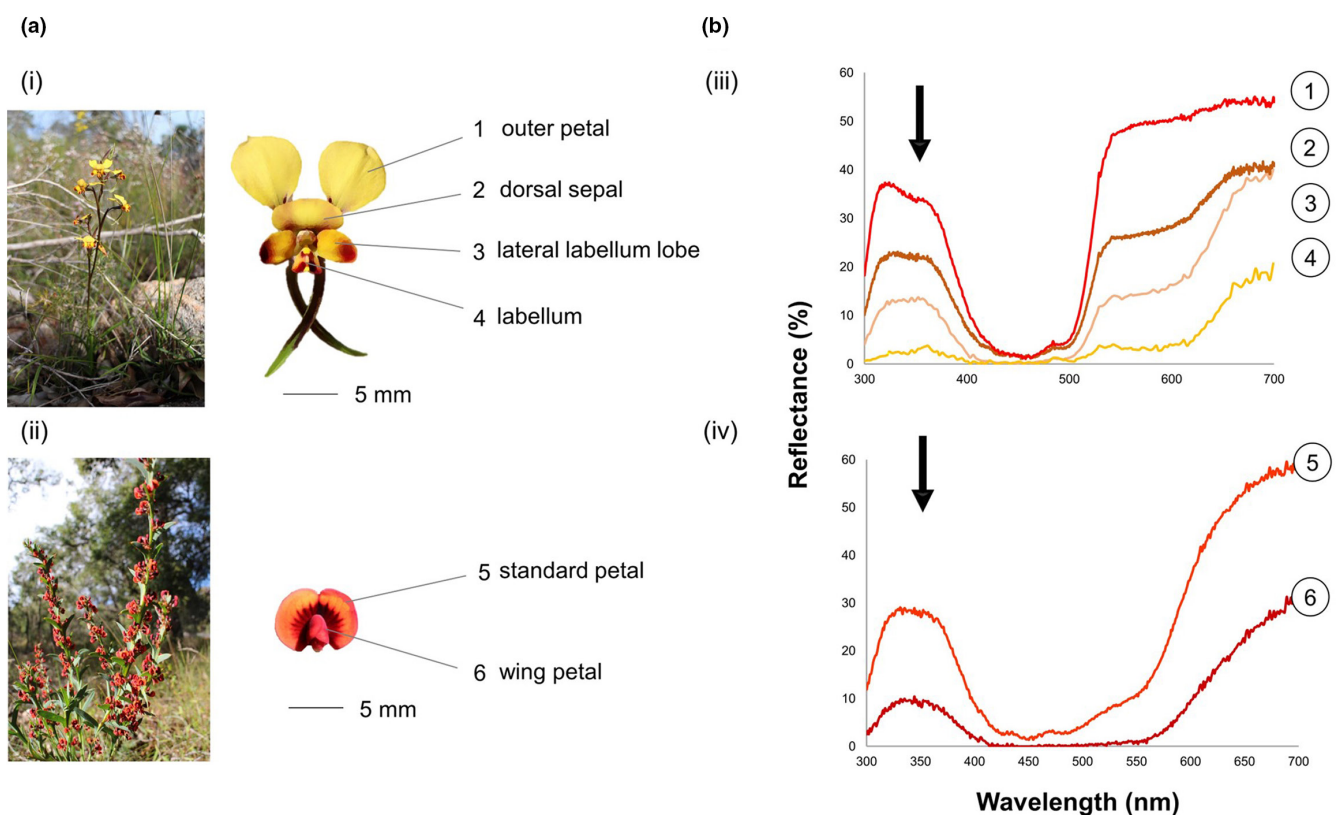 (a)
(i)
1 outer petal
2 dorsal sepal
3 lateral labellum lobe
4 labellum
5 mm
(ii)
5 standard petal
6 wing petal
5 mm
(b)
(iii)
60
50
40
30
20
10
0
300 400 500 600 700
1
2
3
4
Reflectance (%)
(iv)
60
50
40
30
20
10
0
300 350 400 450 500 550 600 650 700
5
6
Wavelength (nm)